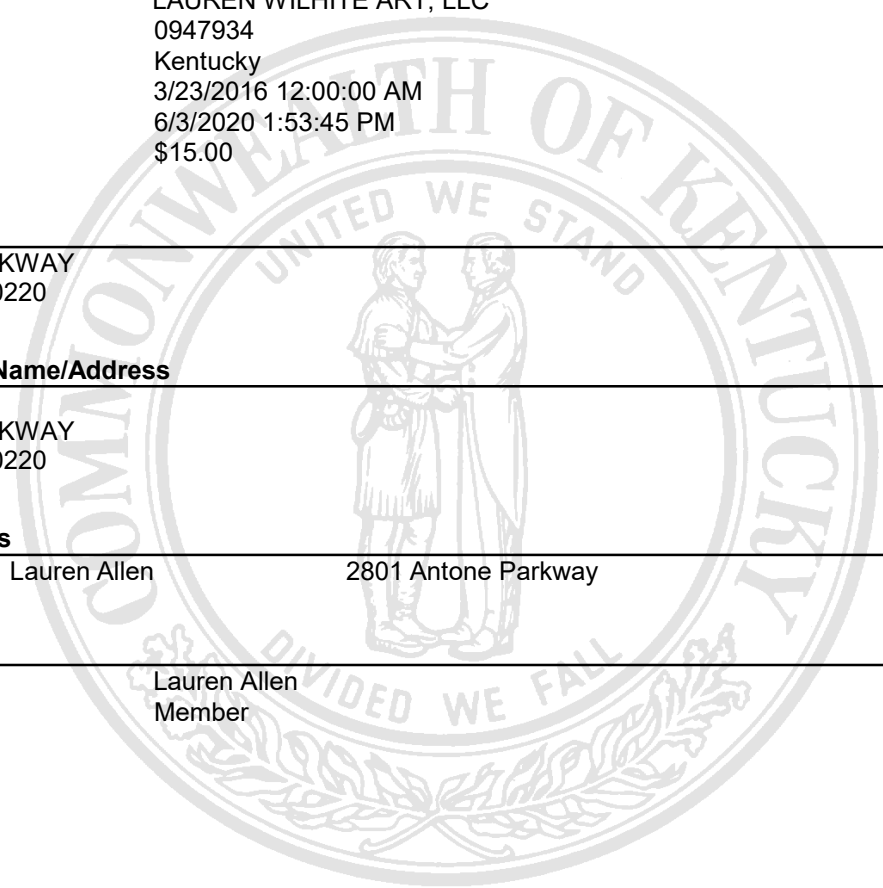 LAUREN WILHITE ART, LLC
0947934
Kentucky
3/23/2016 12:00:00 AM
6/3/2020 1:53:45 PM
$15.00
KWAY
0220
Name/Address
KWAY
0220
s
Lauren Allen 2801 Antone Parkway
Lauren Allen
Member
COMMONWEALTH OF KENTUCKY
UNITED WE STAND
DIVIDED WE FALL